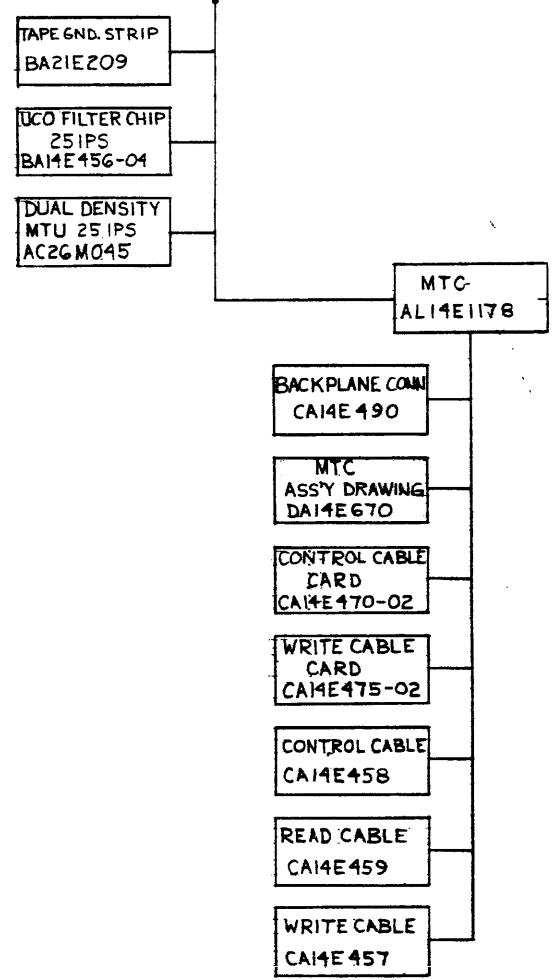 TAPE GND. STRIP
BA21E209
UCO FILTER CHIP
25 IPS
BA14E456-04
DUAL DENSITY
MTU 25 IPS
AC26M045
MTC
AL14E1178
BACKPLANE CONN
CA14E490
MTC
ASS'Y DRAWING
DA14E670
CONTROL CABLE
CARD
CA14E470-02
WRITE CABLE
CARD
CA14E475-02
CONTROL CABLE
CA14E458
READ CABLE
CA14E459
WRITE CABLE
CA14E457